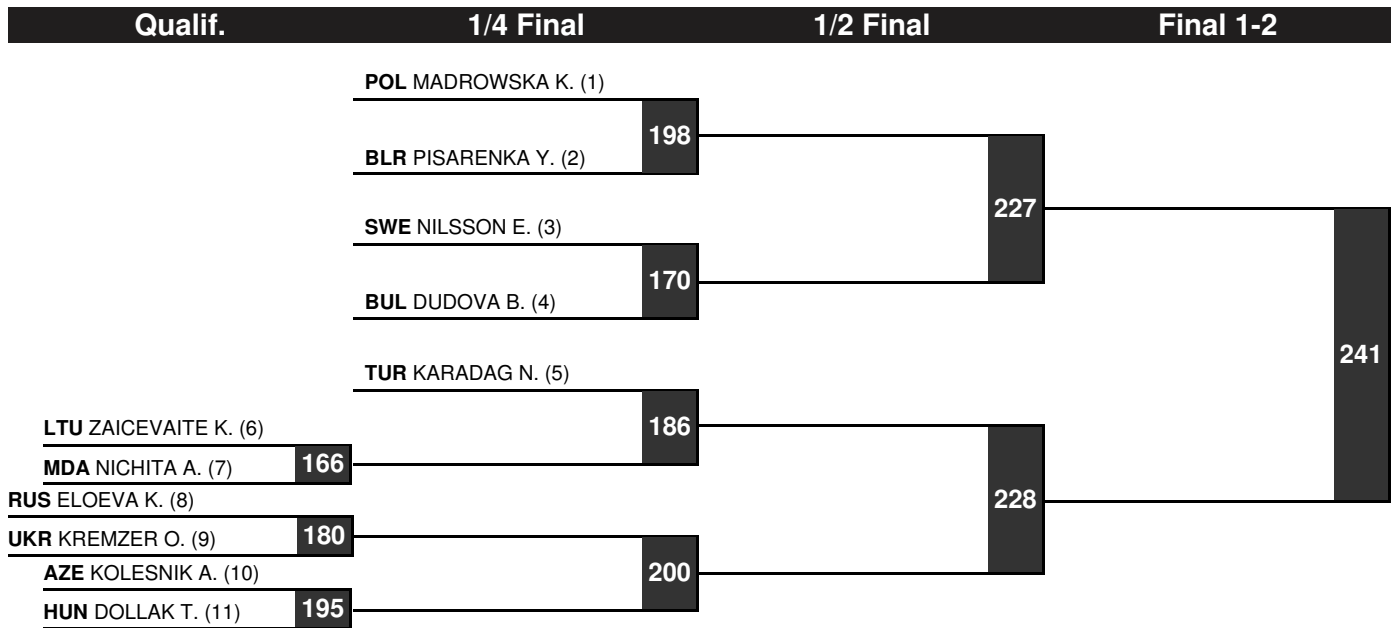 Qualif. 1/4 Final 1/2 Final Final 1-2
POL MADROWSKA K. (1)
198
BLR PISARENKA Y. (2)
227
SWE NILSSON E. (3)
170
BUL DUDOVA B. (4)
241
TUR KARADAG N. (5)
186
LTU ZAICEVAITE K. (6)
166
MDA NICHITA A. (7)
RUS ELOEVA K. (8)
228
180
UKR KREMZER O. (9)
200
AZE KOLESNIK A. (10)
195
HUN DOLLAK T. (11)